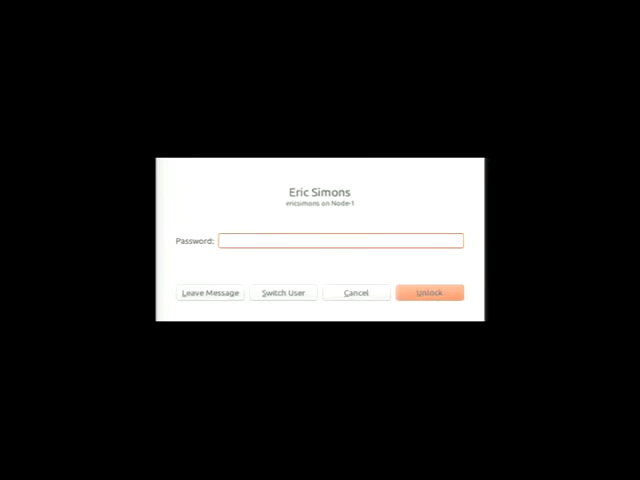 Eric Simons
ericsimons on Node-1
Password:
Leave Message Switch User Cancel Unlock